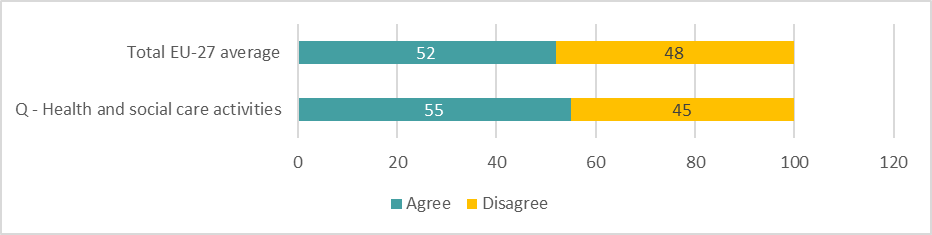 Total EU-27 average 52 48
Q - Health and social care activities 55 45
0 20 40 60 80 100 120
Agree Disagree